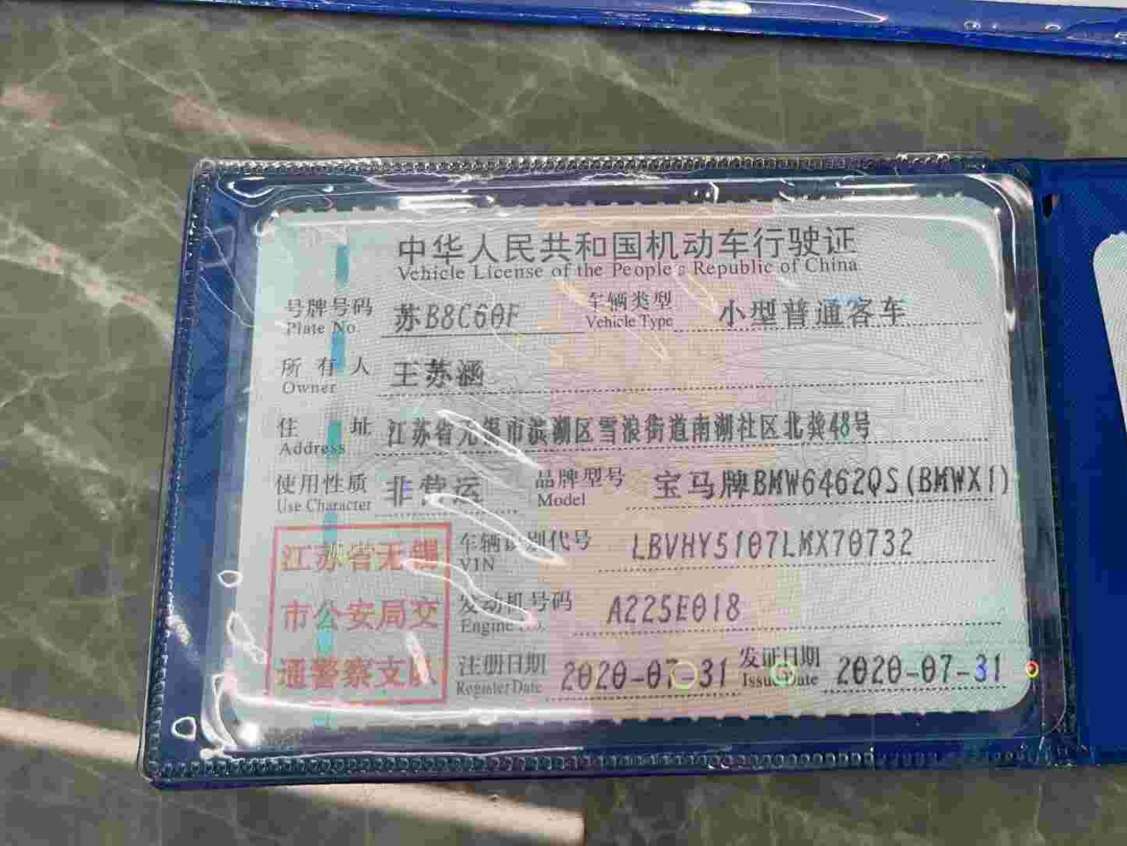 中华人民共和国机动车行驶证
Vehicle License of the People's Republic of China
号牌号码 苏B8C60F 车辆类型 小型普通客车
Plate No Vehicle Type
所有人 王苏涵
Owner
住址 江苏省无锡市滨湖区雪浪街道南湖社区北龚48号
Address
使用性质 非营运 品牌型号 宝马牌BMW6462QS(BMWX1)
Use Character Model
车辆识别代号 LBVHY5107LMX70732
VIN
发动机号码 A225E018
Engine No.
注册日期 2020-07-31 发证日期 2020-07-31
Register Date Issue Date
江苏省无锡
市公安局交
通警察支队